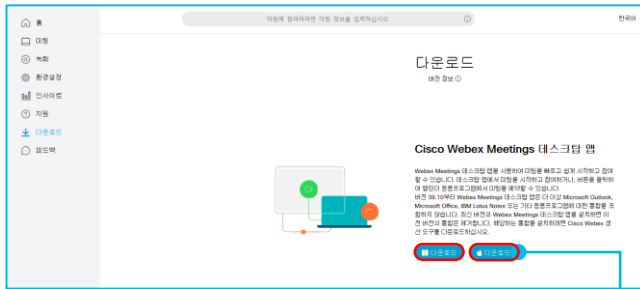 미팅에 참여하려면 미팅 정보를 입력하십시오.
한국어
홈
미팅
녹화
환경설정
인사이트
지원
다운로드
피드백
다운로드
버전 정보
Cisco Webex Meetings 데스크탑 앱
Webex Meetings 데스크탑 앱을 사용하여 미팅을 빠르고 쉽게 시작하고 참여
할 수 있습니다. 데스크탑 앱에서 미팅을 시작하고 참여하거나, 버튼을 클릭하
여 캘린더 응용프로그램에서 미팅을 예약할 수 있습니다.
버전 39.10부터 Webex Meetings 데스크탑 앱은 더 이상 Microsoft Outlook,
Microsoft Office, IBM Lotus Notes 또는 기타 응용프로그램에 대한 통합을 포
함하지 않습니다. 최신 버전의 Webex Meetings 데스크탑 앱을 설치하면 이
전 버전의 통합은 제거됩니다. 해당하는 통합을 설치하려면 Cisco Webex 생
산 도구를 다운로드하십시오.
다운로드
다운로드